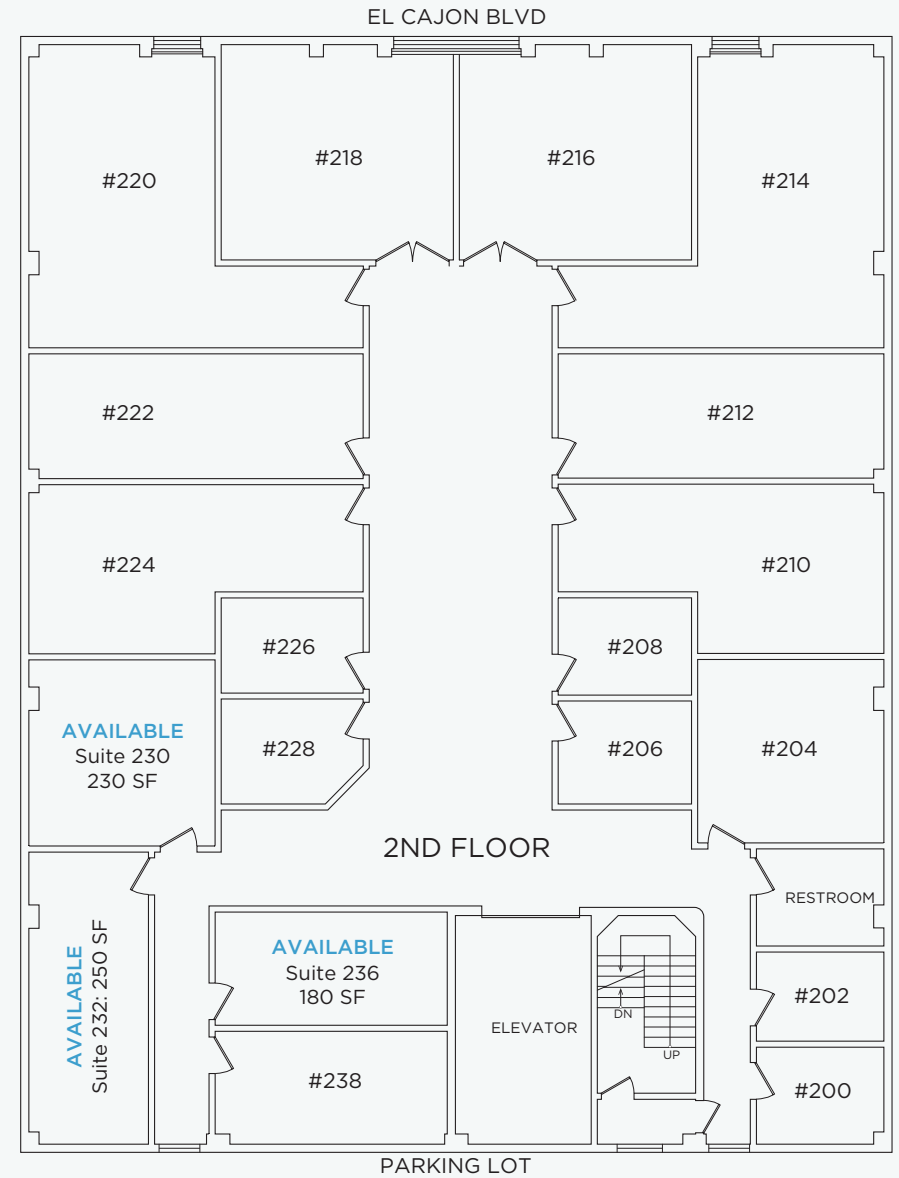 EL CAJON BLVD
#220
#218
#216
#214
#222
#212
#224
#210
#226
#208
AVAILABLE
Suite 230
230 SF
#228
#206
#204
2ND FLOOR
RESTROOM
AVAILABLE
Suite 232: 250 SF
AVAILABLE
Suite 236
180 SF
ELEVATOR
DN
UP
#202
#238
#200
PARKING LOT